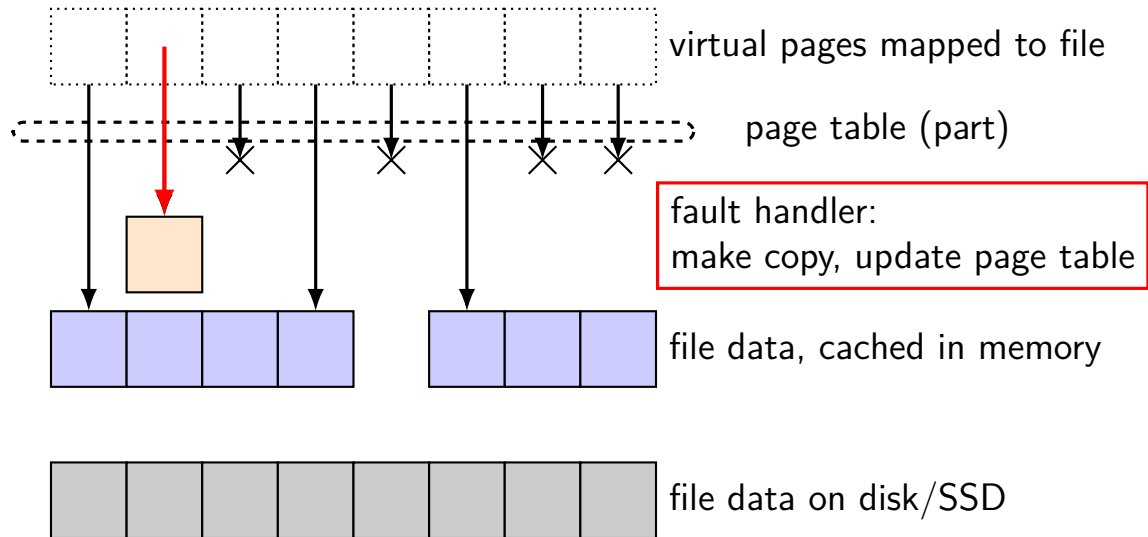 virtual pages mapped to file
page table (part)
fault handler:
make copy, update page table
file data, cached in memory
file data on disk/SSD